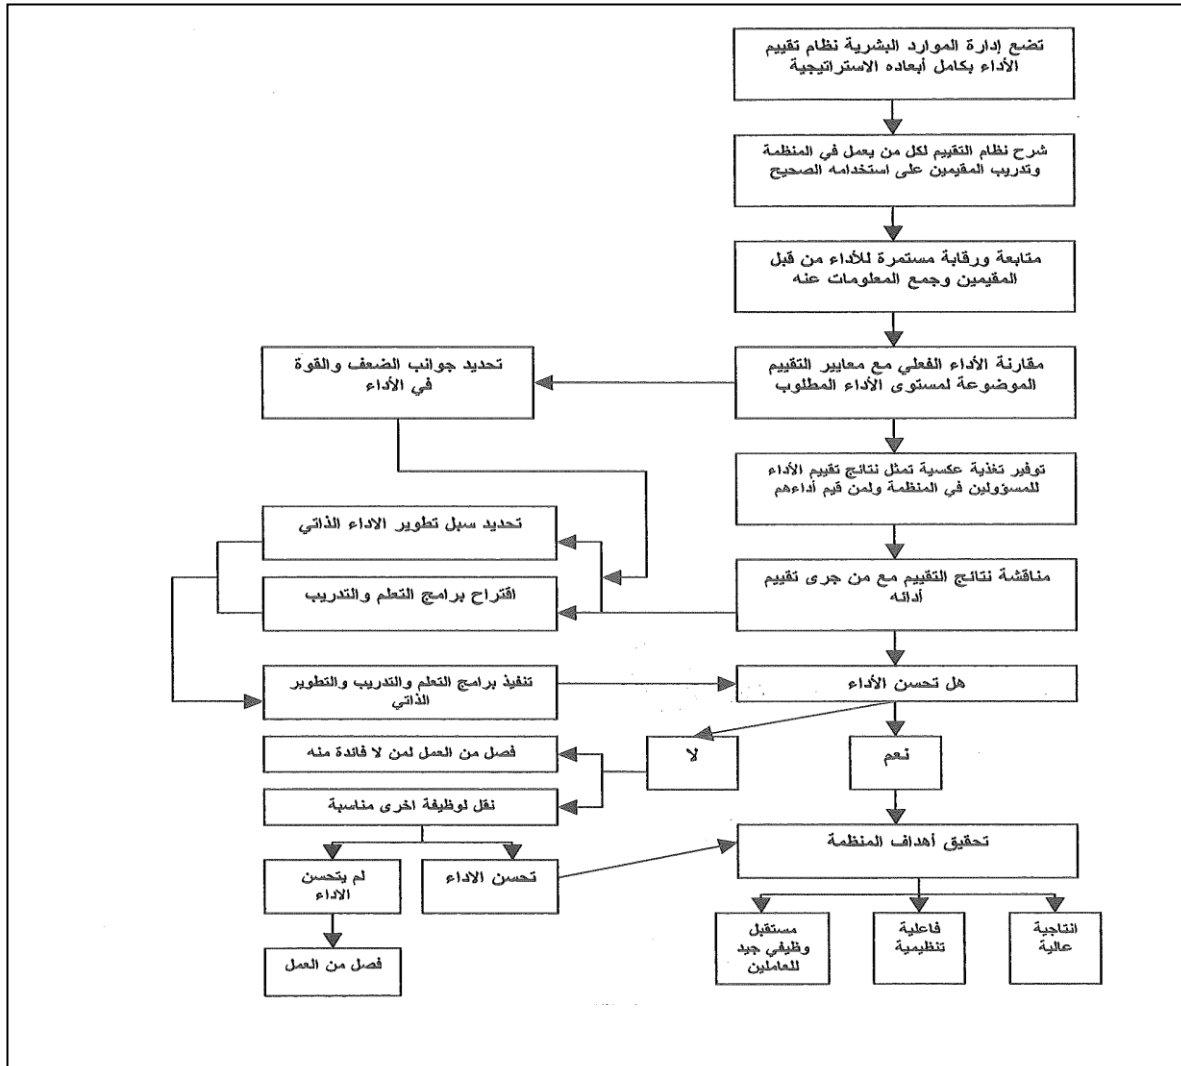 تضع إدارة الموارد البشرية نظام تقييم
الأداء بكامل أبعاده الاستراتيجية
شرح نظام التقييم لكل من يعمل في المنظمة
وتدريب المقيمين على استخدامه الصحيح
متابعة ورقابة مستمرة للأداء من قبل
المقيمين وجمع المعلومات عنه
مقارنة الأداء الفعلي مع معايير التقييم
الموضوعة لمستوى الأداء المطلوب
تحديد جوانب الضعف والقوة
في الأداء
توفير تغذية عكسية تمثل نتائج تقييم الأداء
للمسؤولين في المنظمة ولمن قيم أداءهم
تحديد سبل تطوير الاداء الذاتي
مناقشة نتائج التقييم مع من جرى تقييم
أدائه
اقتراح برامج التعلم والتدريب
هل تحسن الأداء
تنفيذ برامج التعلم والتدريب والتطوير
الذاتي
نعم
لا
فصل من العمل لمن لا فائدة منه
نقل لوظيفة اخرى مناسبة
تحقيق أهداف المنظمة
تحسن الاداء
لم يتحسن
الاداء
انتاجية
عالية
فاعلية
تنظيمية
مستقبل
وظيفي جيد
للعاملين
فصل من العمل